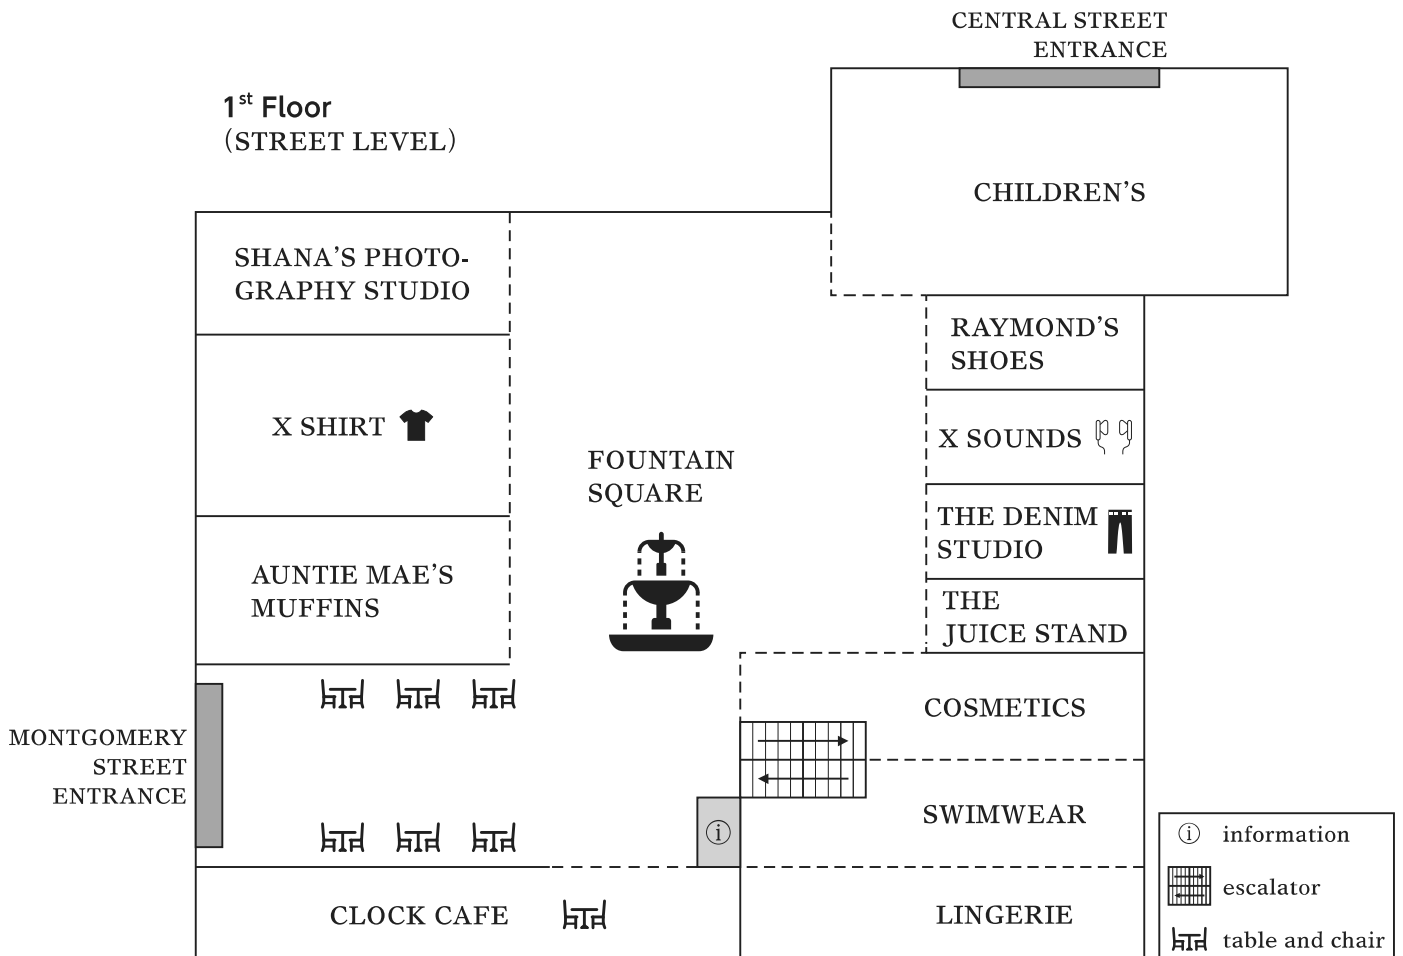 CENTRAL STREET
ENTRANCE
1st Floor
(STREET LEVEL)
CHILDREN’S
SHANA’S PHOTO-
GRAPHY STUDIO
RAYMOND’S
SHOES
X SHIRT
X SOUNDS
FOUNTAIN
SQUARE
THE DENIM
STUDIO
AUNTIE MAE’S
MUFFINS
THE
JUICE STAND
COSMETICS
MONTGOMERY
STREET
ENTRANCE
SWIMWEAR
i
i information
escalator
CLOCK CAFE
LINGERIE
table and chair